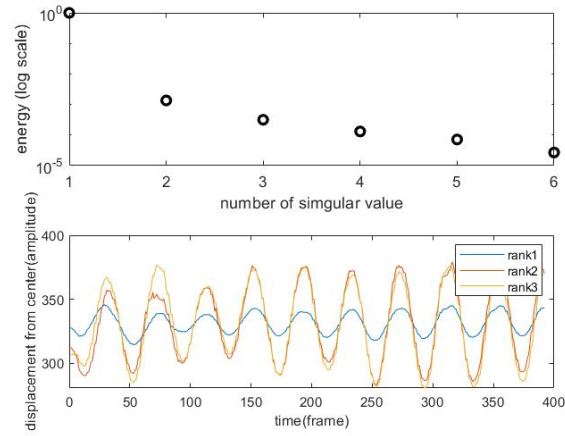 10^0
energy (log scale)
10^-5
1 2 3 4 5 6
number of simgular value
displacement from center(amplitude)
400
350
300
rank1
rank2
rank3
0 50 100 150 200 250 300 350 400
time(frame)